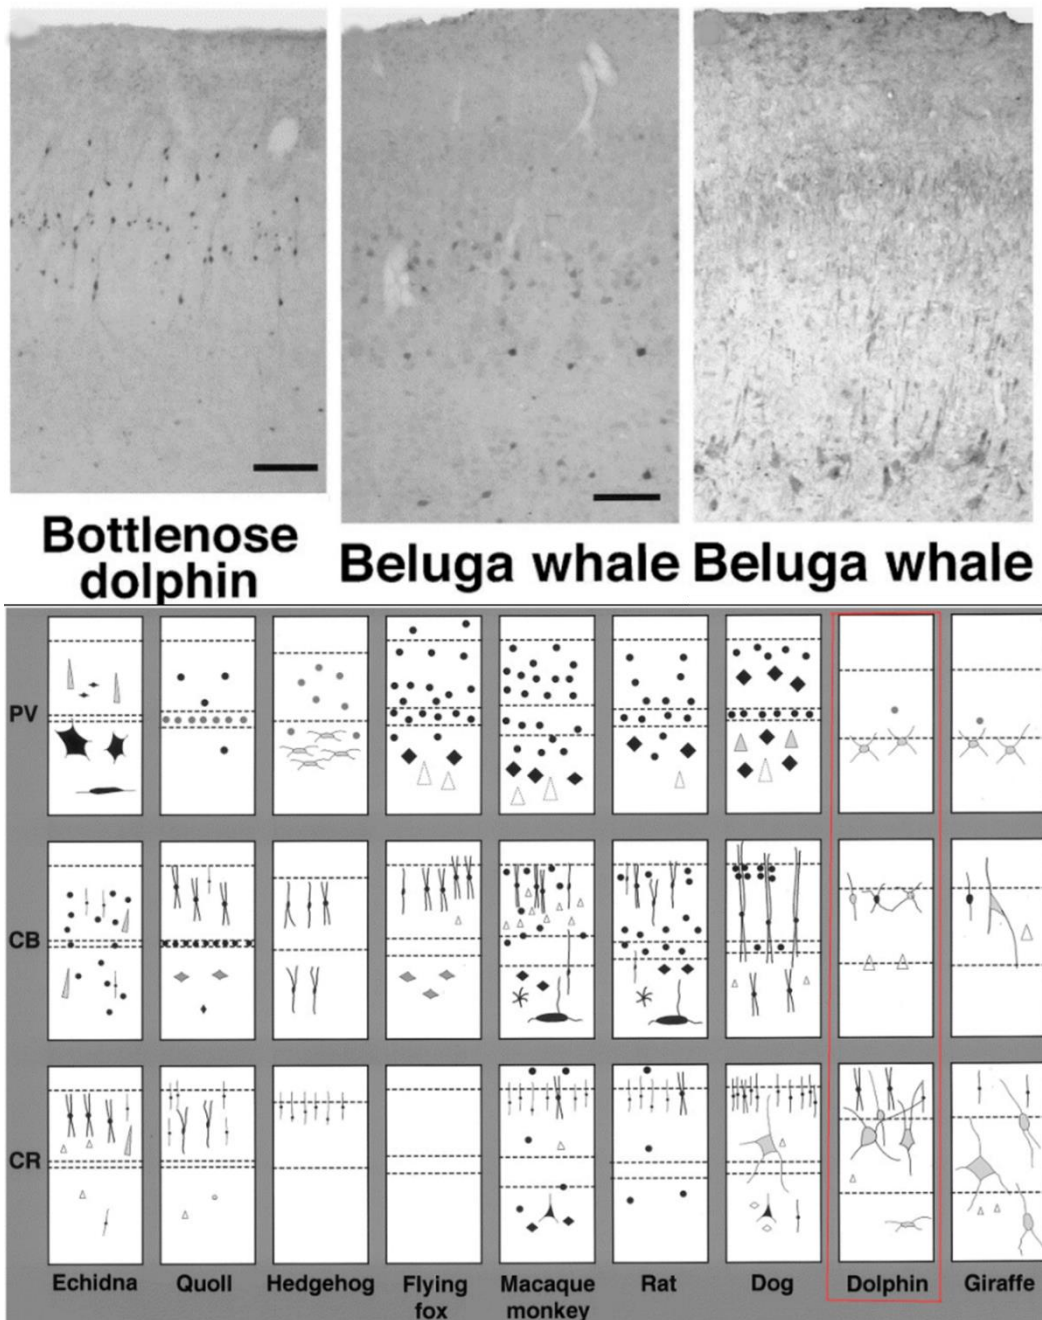 Bottlenose
dolphin
Beluga whale
Beluga whale
PV
CB
CR
Echidna
Quoll
Hedgehog
Flying
fox
Macaque
monkey
Rat
Dog
Dolphin
Giraffe